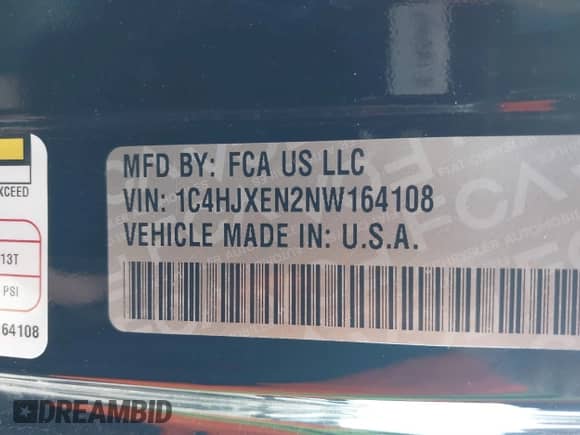 MFD BY: FCA US LLC
VIN: 1C4HJXEN2NW164108
VEHICLE MADE IN: U.S.A.
XCEED
13T
PSI
64108
DREAMBID